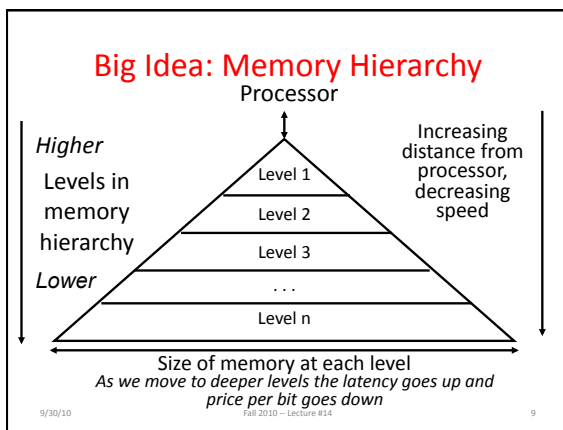 Big Idea: Memory Hierarchy
Processor
Higher
Levels in
memory
hierarchy
Lower
Increasing
distance from
processor,
decreasing
speed
Level 1
Level 2
Level 3
. . .
Level n
Size of memory at each level
As we move to deeper levels the latency goes up and
price per bit goes down
9/30/10
Fall 2010 -- Lecture #14
9